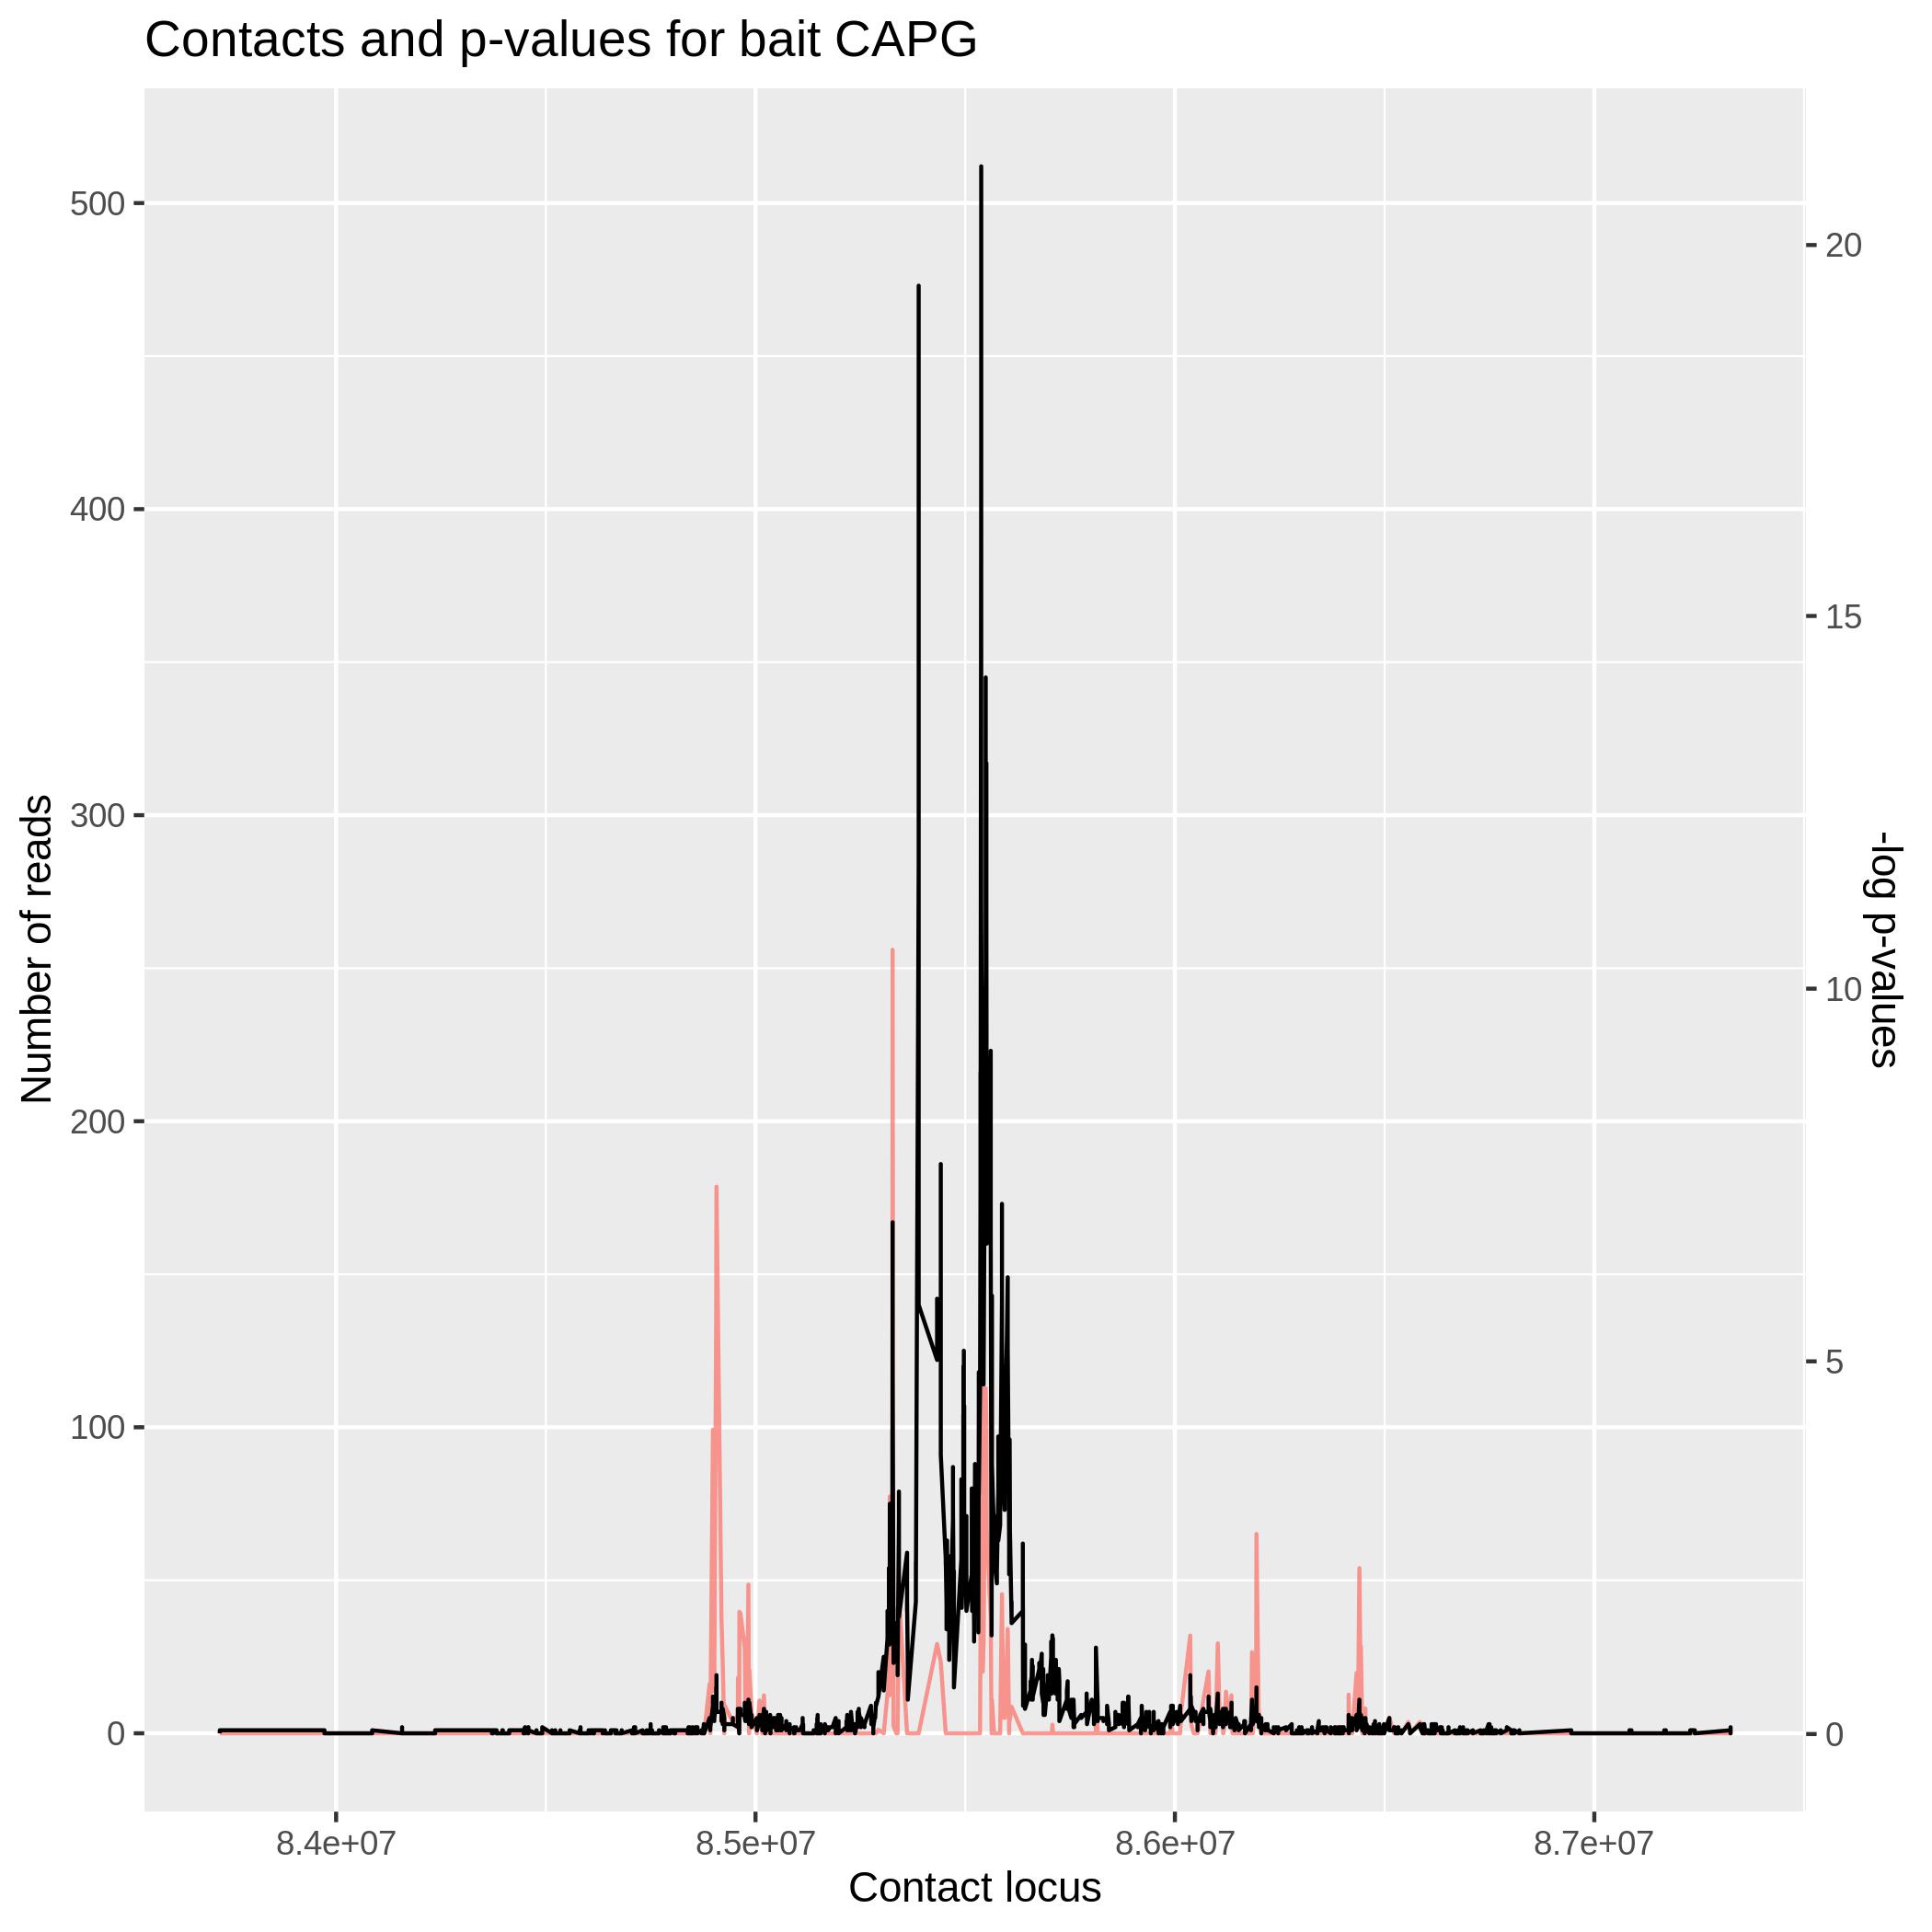 Contacts and p-values for bait CAPG
Number of reads
500
400
300
200
100
0
20
15
10
5
0
-log p-values
8.4e+07
8.5e+07
8.6e+07
8.7e+07
Contact locus